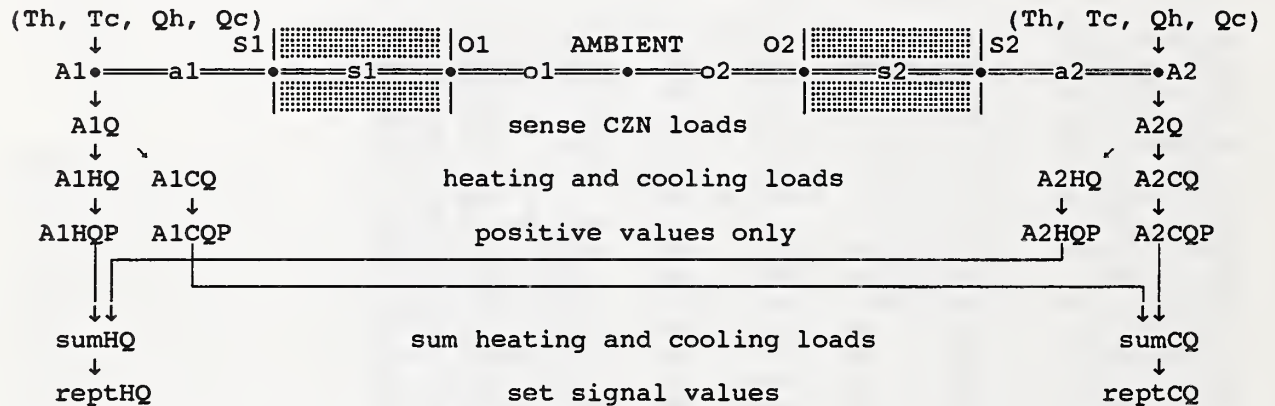 (Th, Tc, Qh, Qc) (Th, Tc, Qh, Qc)
S1 O1 AMBIENT O2 S2
A1 a1 s1 o1 o2 s2 a2 A2
A1Q sense CZN loads A2Q
A1HQ A1CQ heating and cooling loads A2HQ A2CQ
A1HQP A1CQP positive values only A2HQP A2CQP
sumHQ sum heating and cooling loads sumCQ
reptHQ set signal values reptCQ